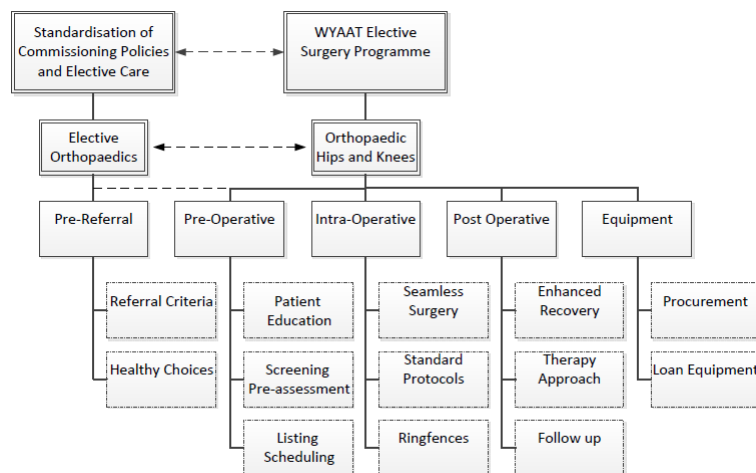 Standardisation of
Commissioning Policies
and Elective Care
WYAAT Elective
Surgery Programme
Elective
Orthopaedics
Orthopaedic
Hips and Knees
Pre-Referral
Pre-Operative
Intra-Operative
Post Operative
Equipment
Referral Criteria
Patient
Education
Seamless
Surgery
Enhanced
Recovery
Procurement
Healthy Choices
Screening
Pre-assessment
Standard
Protocols
Therapy
Approach
Loan Equipment
Listing
Scheduling
Ringfences
Follow up